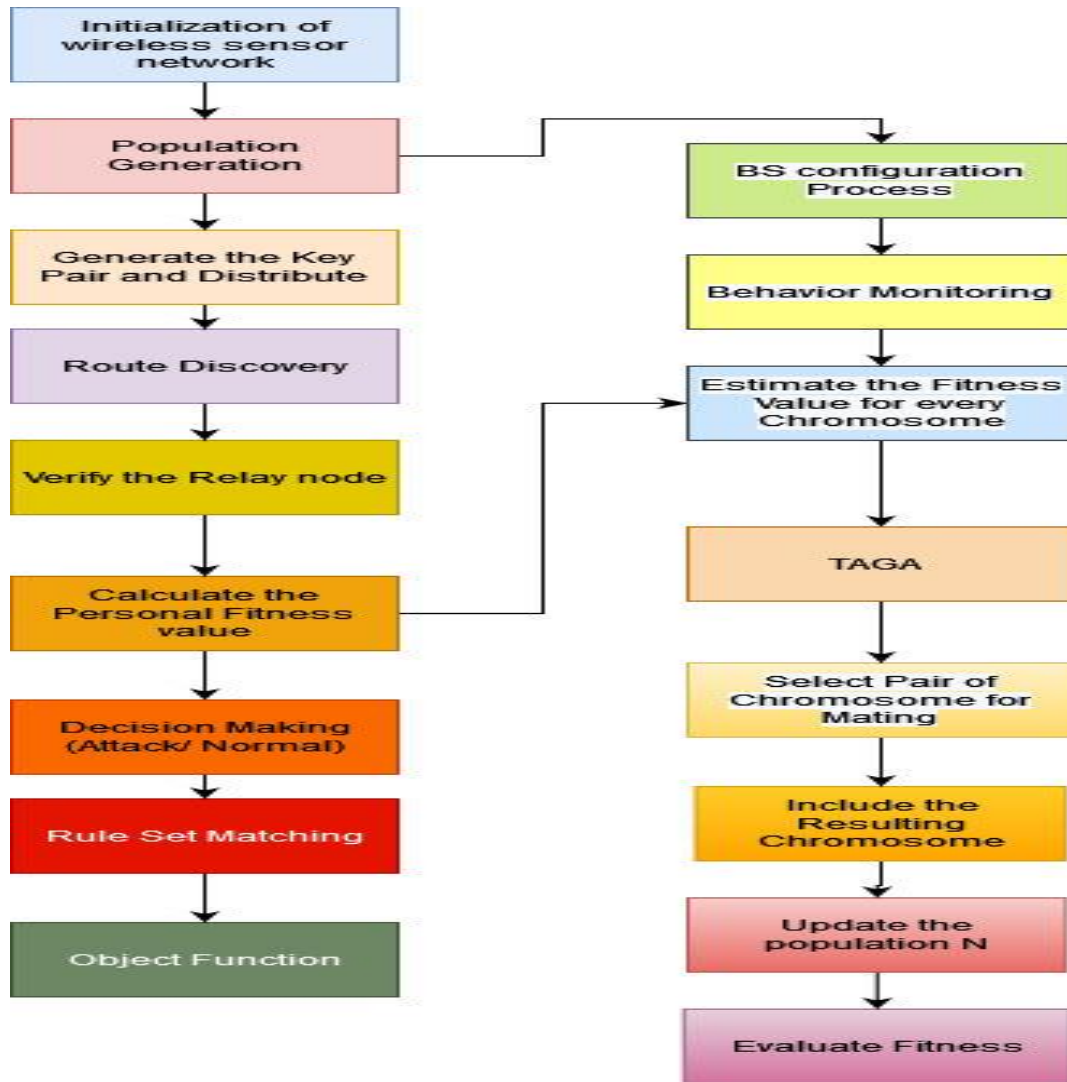 Initialization of
wireless sensor
network
Population
Generation
Generate the Key
Pair and Distribute
Route Discovery
Verify the Relay node
Calculate the
Personal Fitness
value
Decision Making
(Attack/ Normal)
Rule Set Matching
Object Function
BS configuration
Process
Behavior Monitoring
Estimate the Fitness
Value for every
Chromosome
TAGA
Select Pair of
Chromosome for
Mating
Include the
Resulting
Chromosome
Update the
population N
Evaluate Fitness